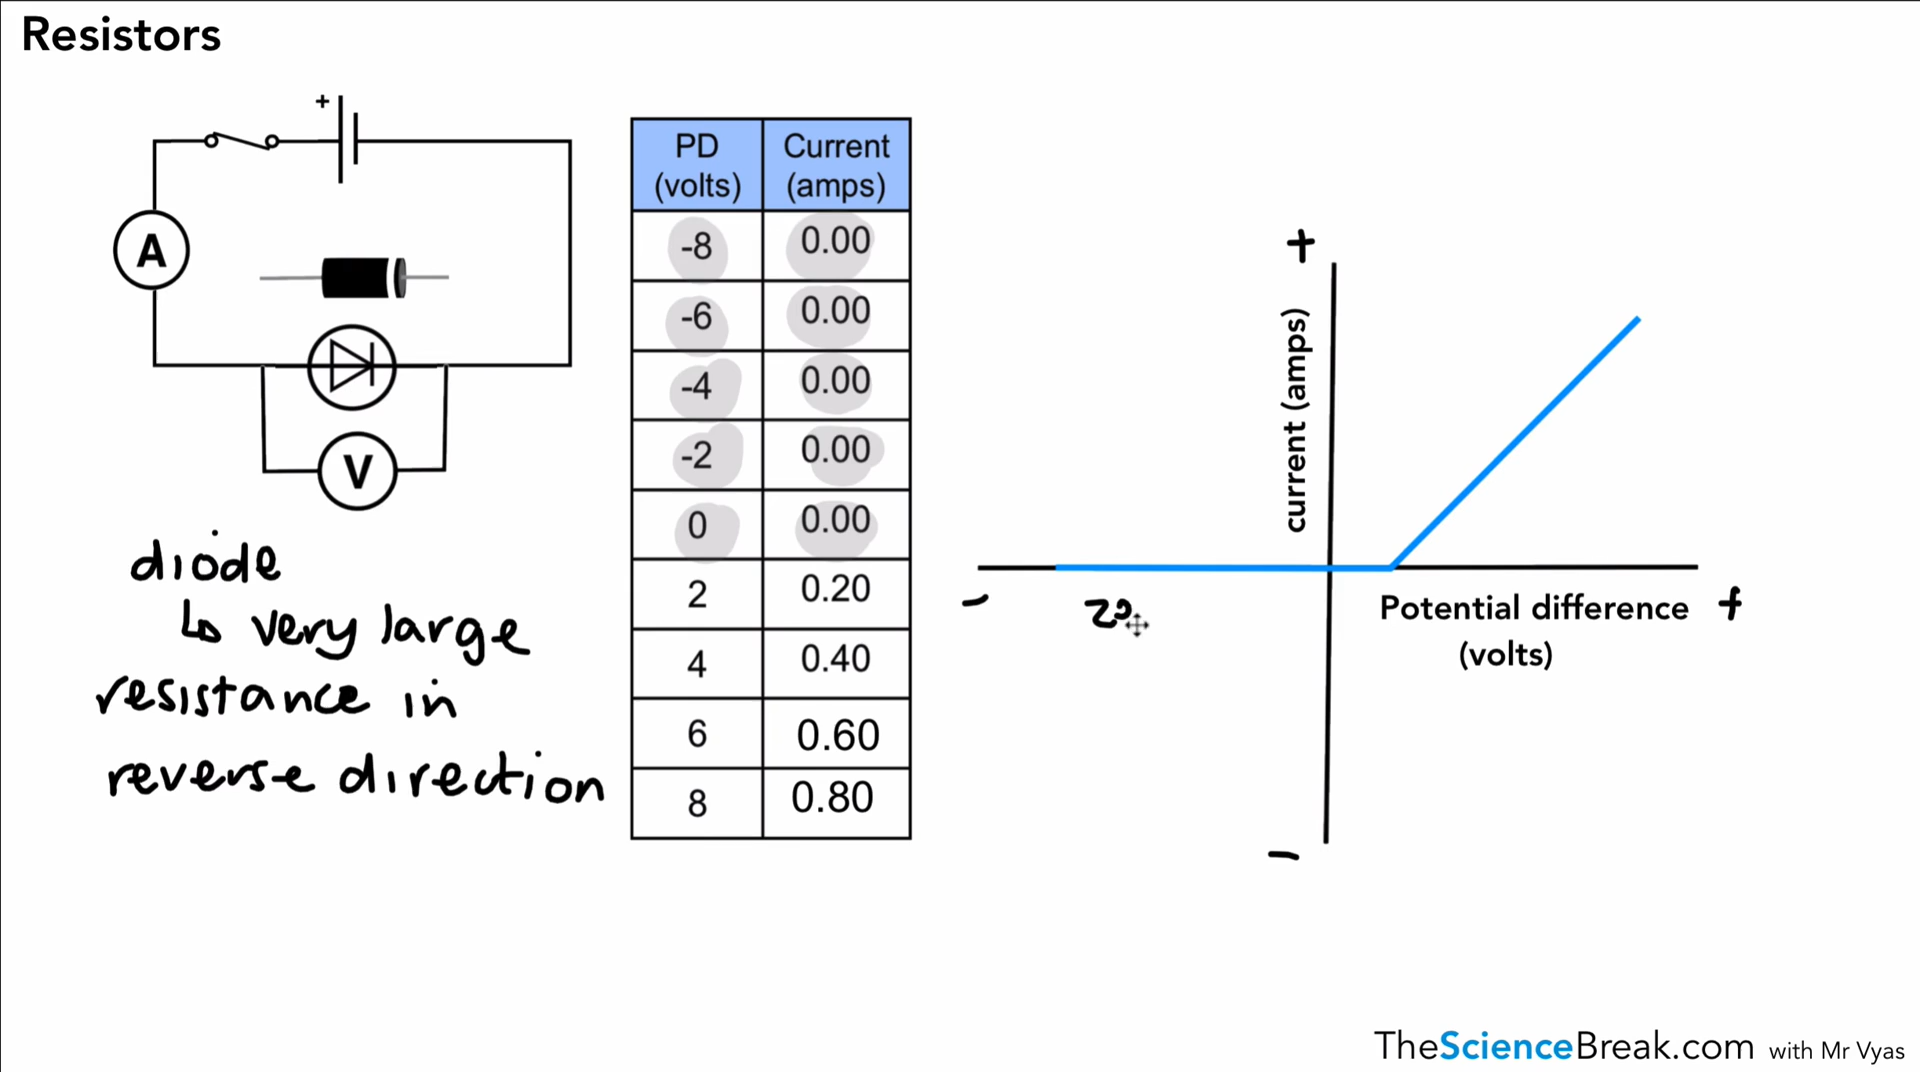 Resistors
+
A
V
diode
↳ very large
resistance in
reverse direction
PD (volts) Current (amps)
-8 0.00
-6 0.00
-4 0.00
-2 0.00
0 0.00
2 0.20
4 0.40
6 0.60
8 0.80
+
current (amps)
-
Potential difference +
(volts)
-
TheScienceBreak.com with Mr Vyas